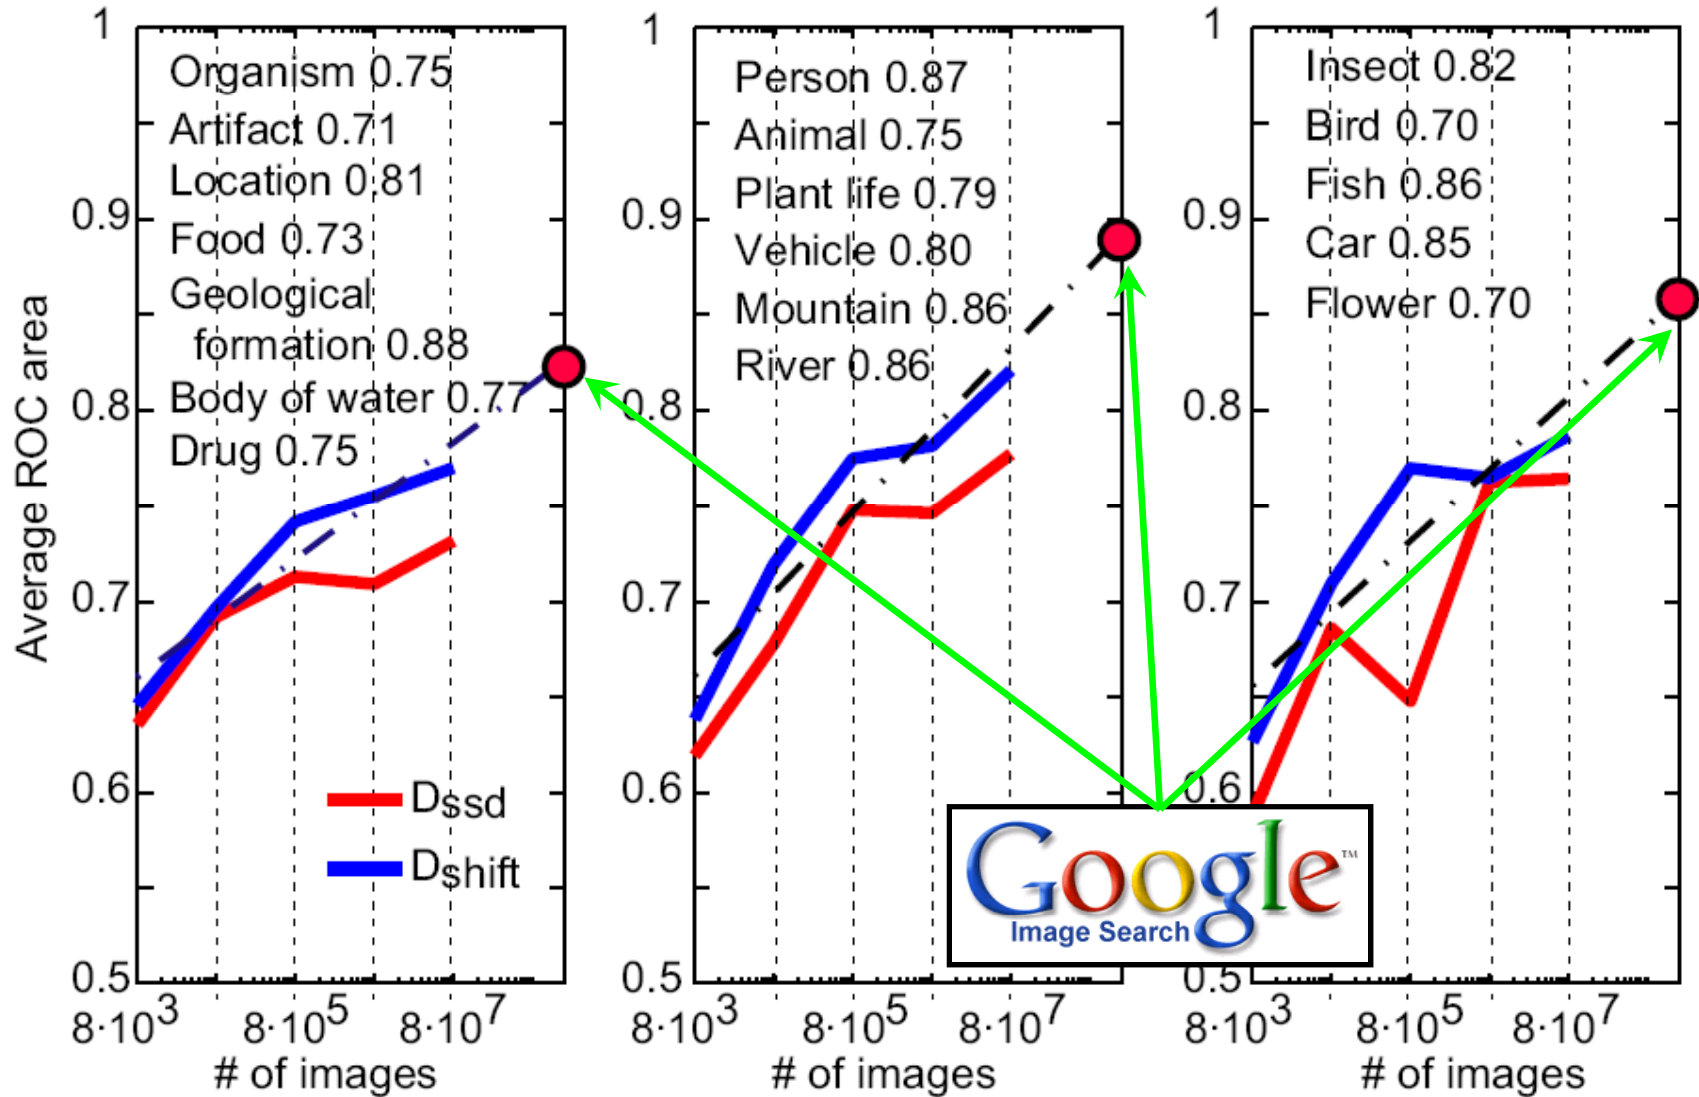 Average ROC area
1
0.9
0.8
0.7
0.6
0.5
Organism 0.75
Artifact 0.71
Location 0.81
Food 0.73
Geological
formation 0.88
Body of water 0.77
Drug 0.75
Dssd
Dshift
8·10³ 8·10⁵ 8·10⁷
# of images
1
0.9
0.8
0.7
0.6
0.5
Person 0.87
Animal 0.75
Plant life 0.79
Vehicle 0.80
Mountain 0.86
River 0.86
8·10³ 8·10⁵ 8·10⁷
# of images
1
0.9
0.8
0.7
0.6
0.5
Insect 0.82
Bird 0.70
Fish 0.86
Car 0.85
Flower 0.70
8·10³ 8·10⁵ 8·10⁷
# of images
Google™
Image Search